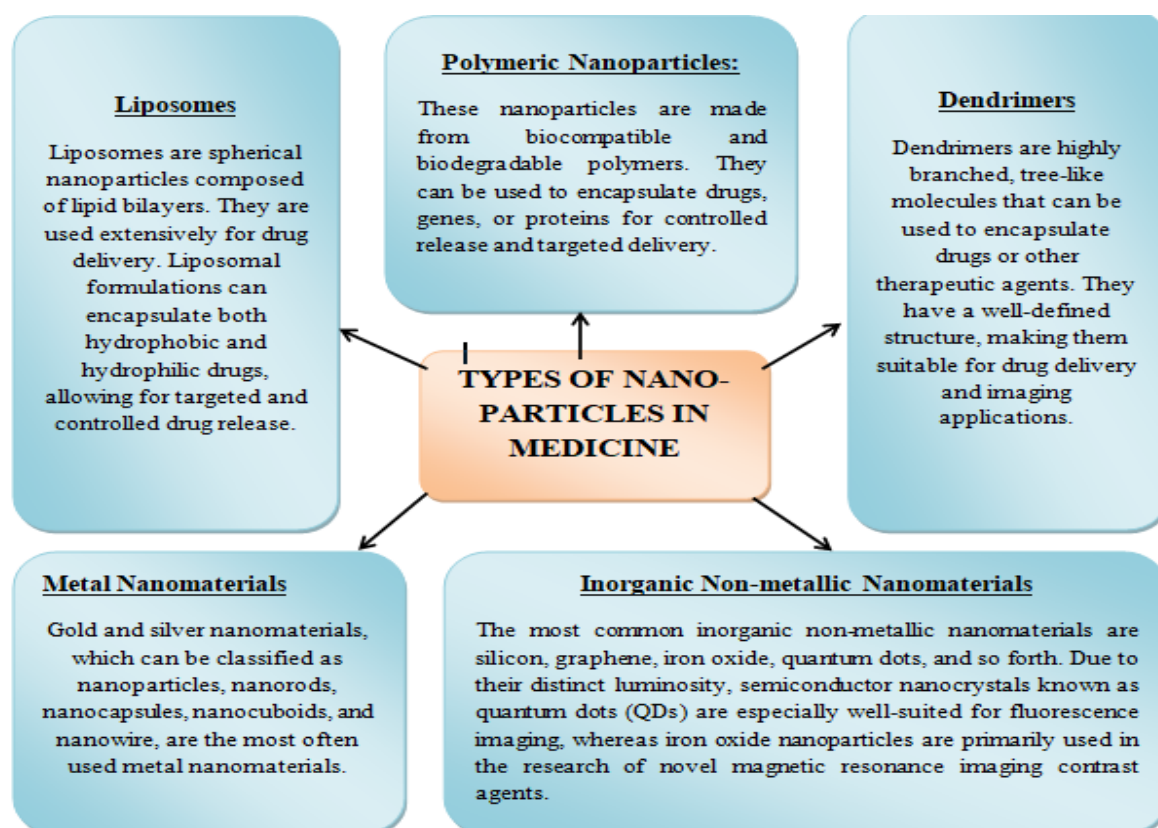 Liposomes
Liposomes are spherical
nanoparticles composed
of lipid bilayers. They are
used extensively for drug
delivery. Liposomal
formulations can
encapsulate both
hydrophobic and
hydrophilic drugs,
allowing for targeted and
controlled drug release.
Polymeric Nanoparticles:
These nanoparticles are made
from biocompatible and
biodegradable polymers. They
can be used to encapsulate drugs,
genes, or proteins for controlled
release and targeted delivery.
Dendrimers
Dendrimers are highly
branched, tree-like
molecules that can be
used to encapsulate
drugs or other
therapeutic agents. They
have a well-defined
structure, making them
suitable for drug delivery
and imaging
applications.
TYPES OF NANO-
PARTICLES IN
MEDICINE
Metal Nanomaterials
Gold and silver nanomaterials,
which can be classified as
nanoparticles, nanorods,
nanocapsules, nanocuboids, and
nanowire, are the most often
used metal nanomaterials.
Inorganic Non-metallic Nanomaterials
The most common inorganic non-metallic nanomaterials are
silicon, graphene, iron oxide, quantum dots, and so forth. Due to
their distinct luminosity, semiconductor nanocrystals known as
quantum dots (QDs) are especially well-suited for fluorescence
imaging, whereas iron oxide nanoparticles are primarily used in
the research of novel magnetic resonance imaging contrast
agents.